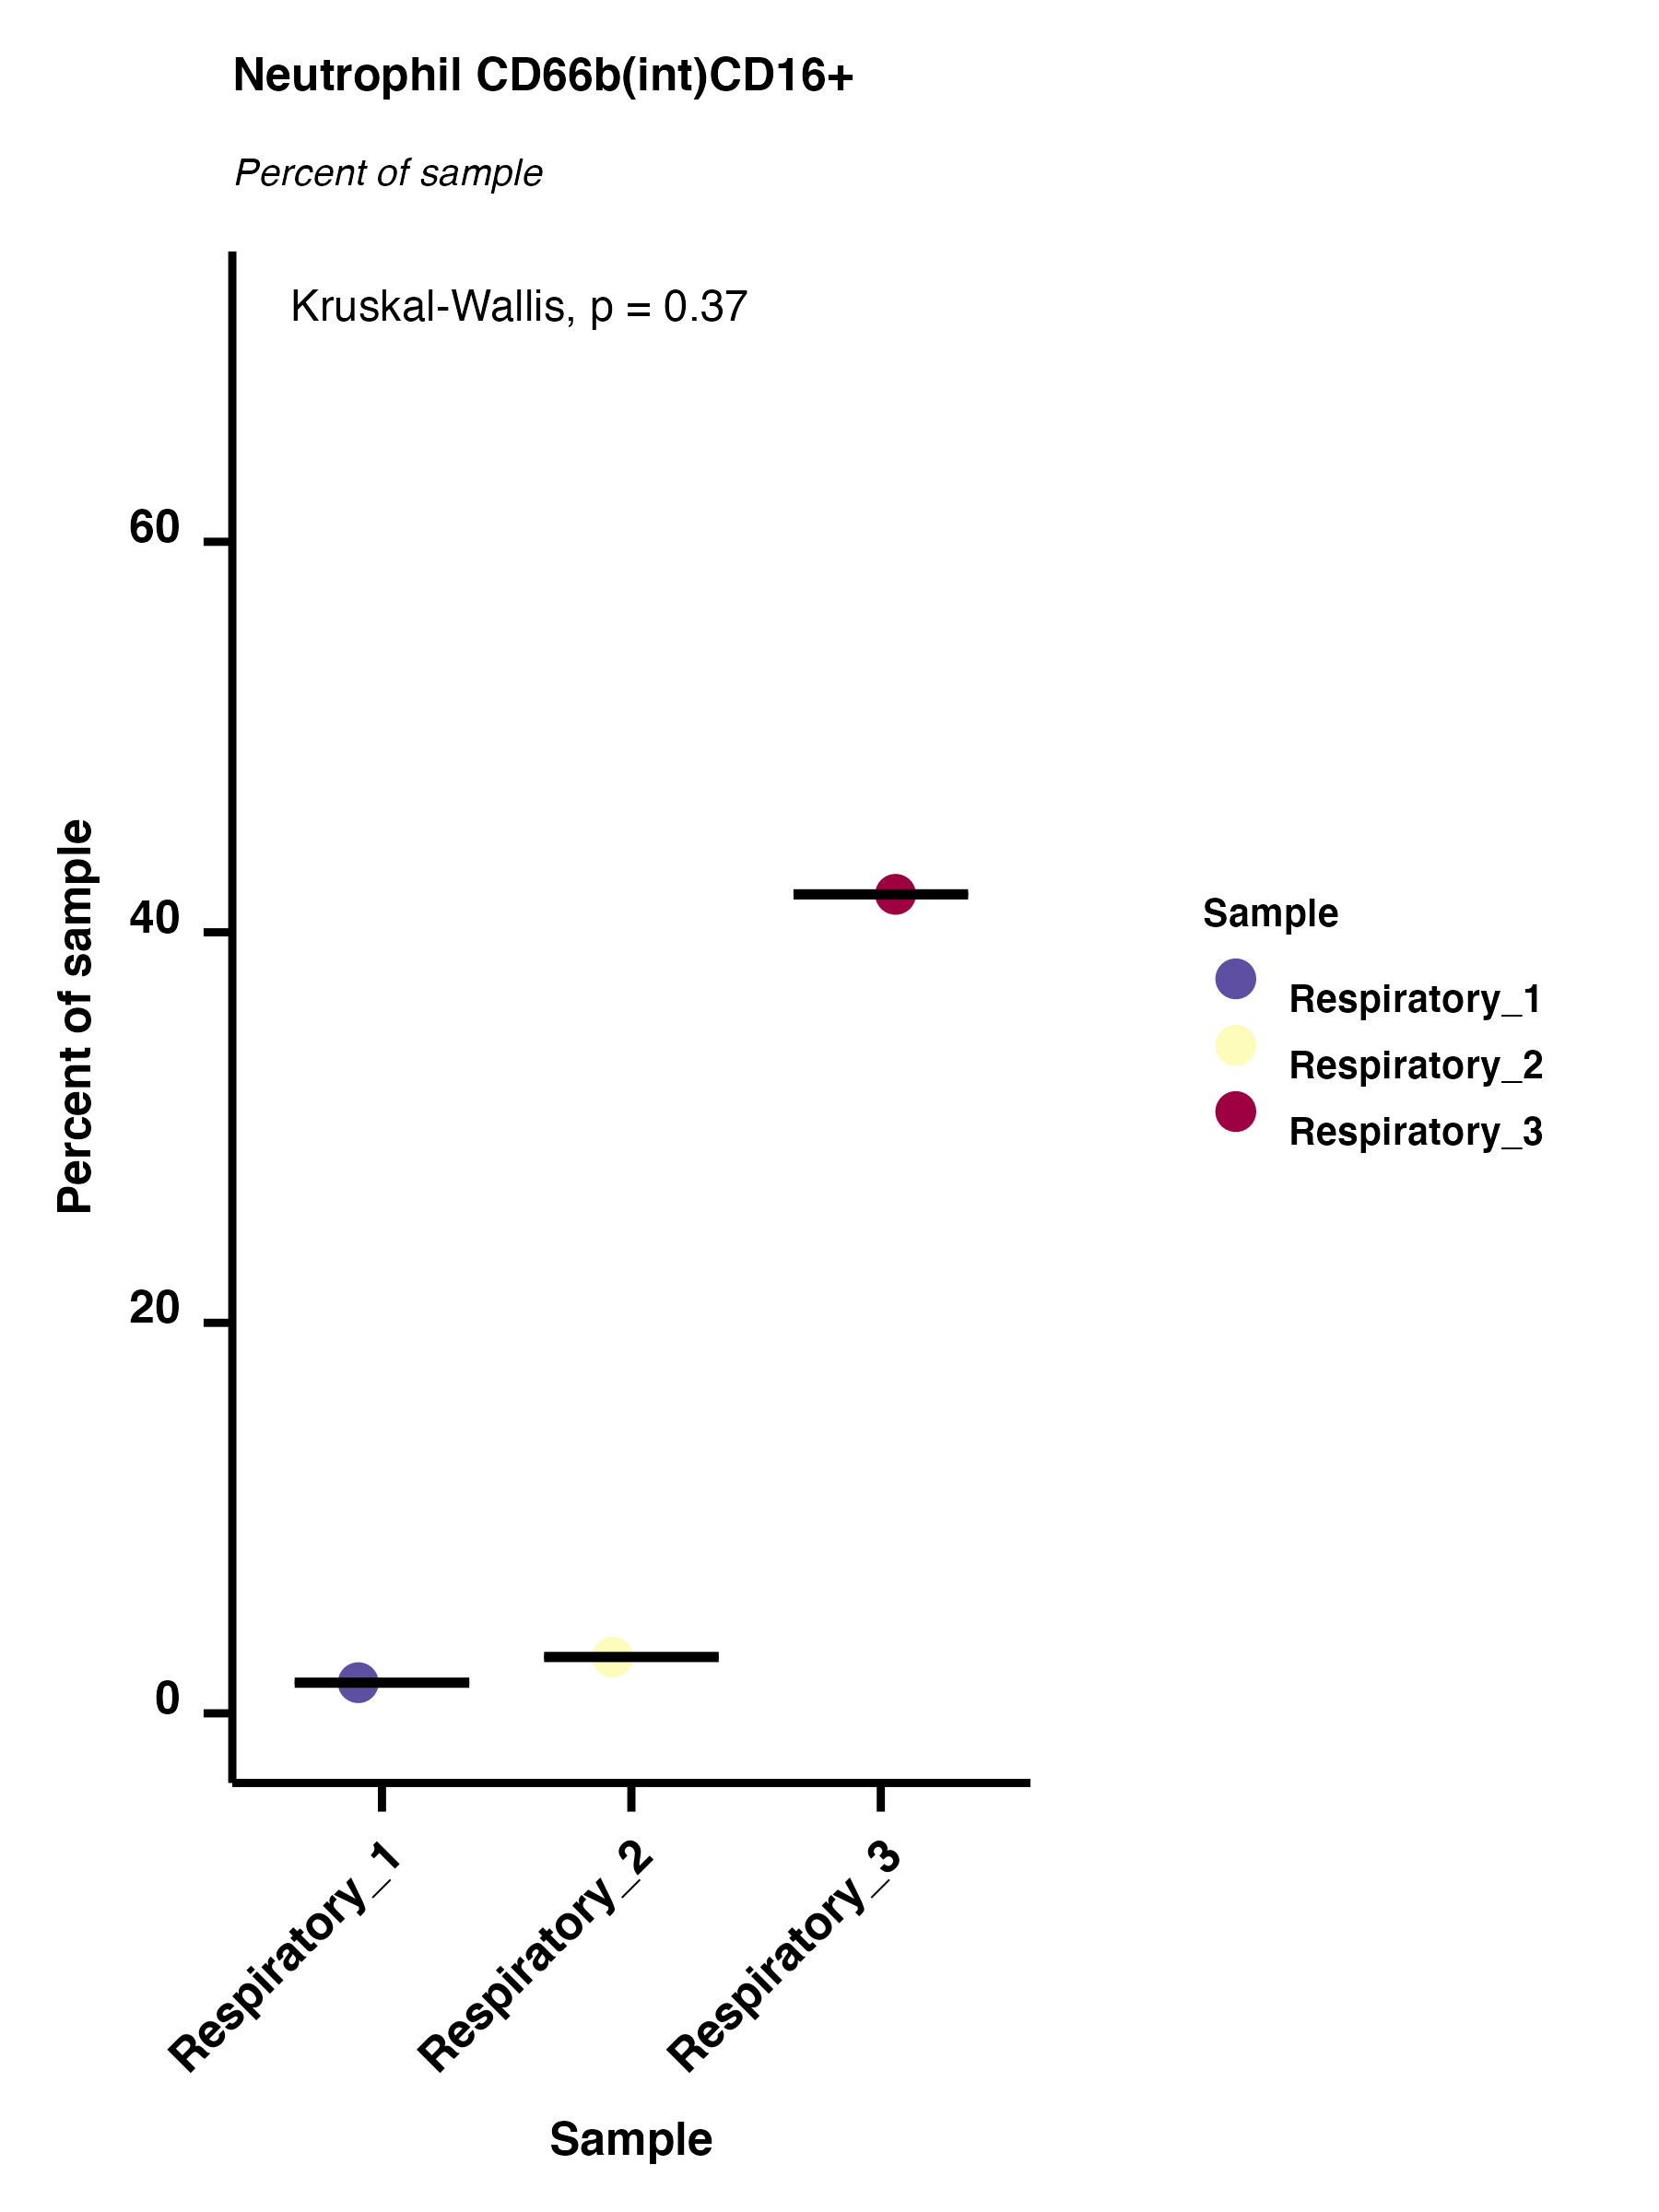 Neutrophil CD66b(int)CD16+
Percent of sample
Kruskal-Wallis, p = 0.37
60
40
20
0
Percent of sample
Respiratory_1
Respiratory_2
Respiratory_3
Sample
Sample
Respiratory_1
Respiratory_2
Respiratory_3